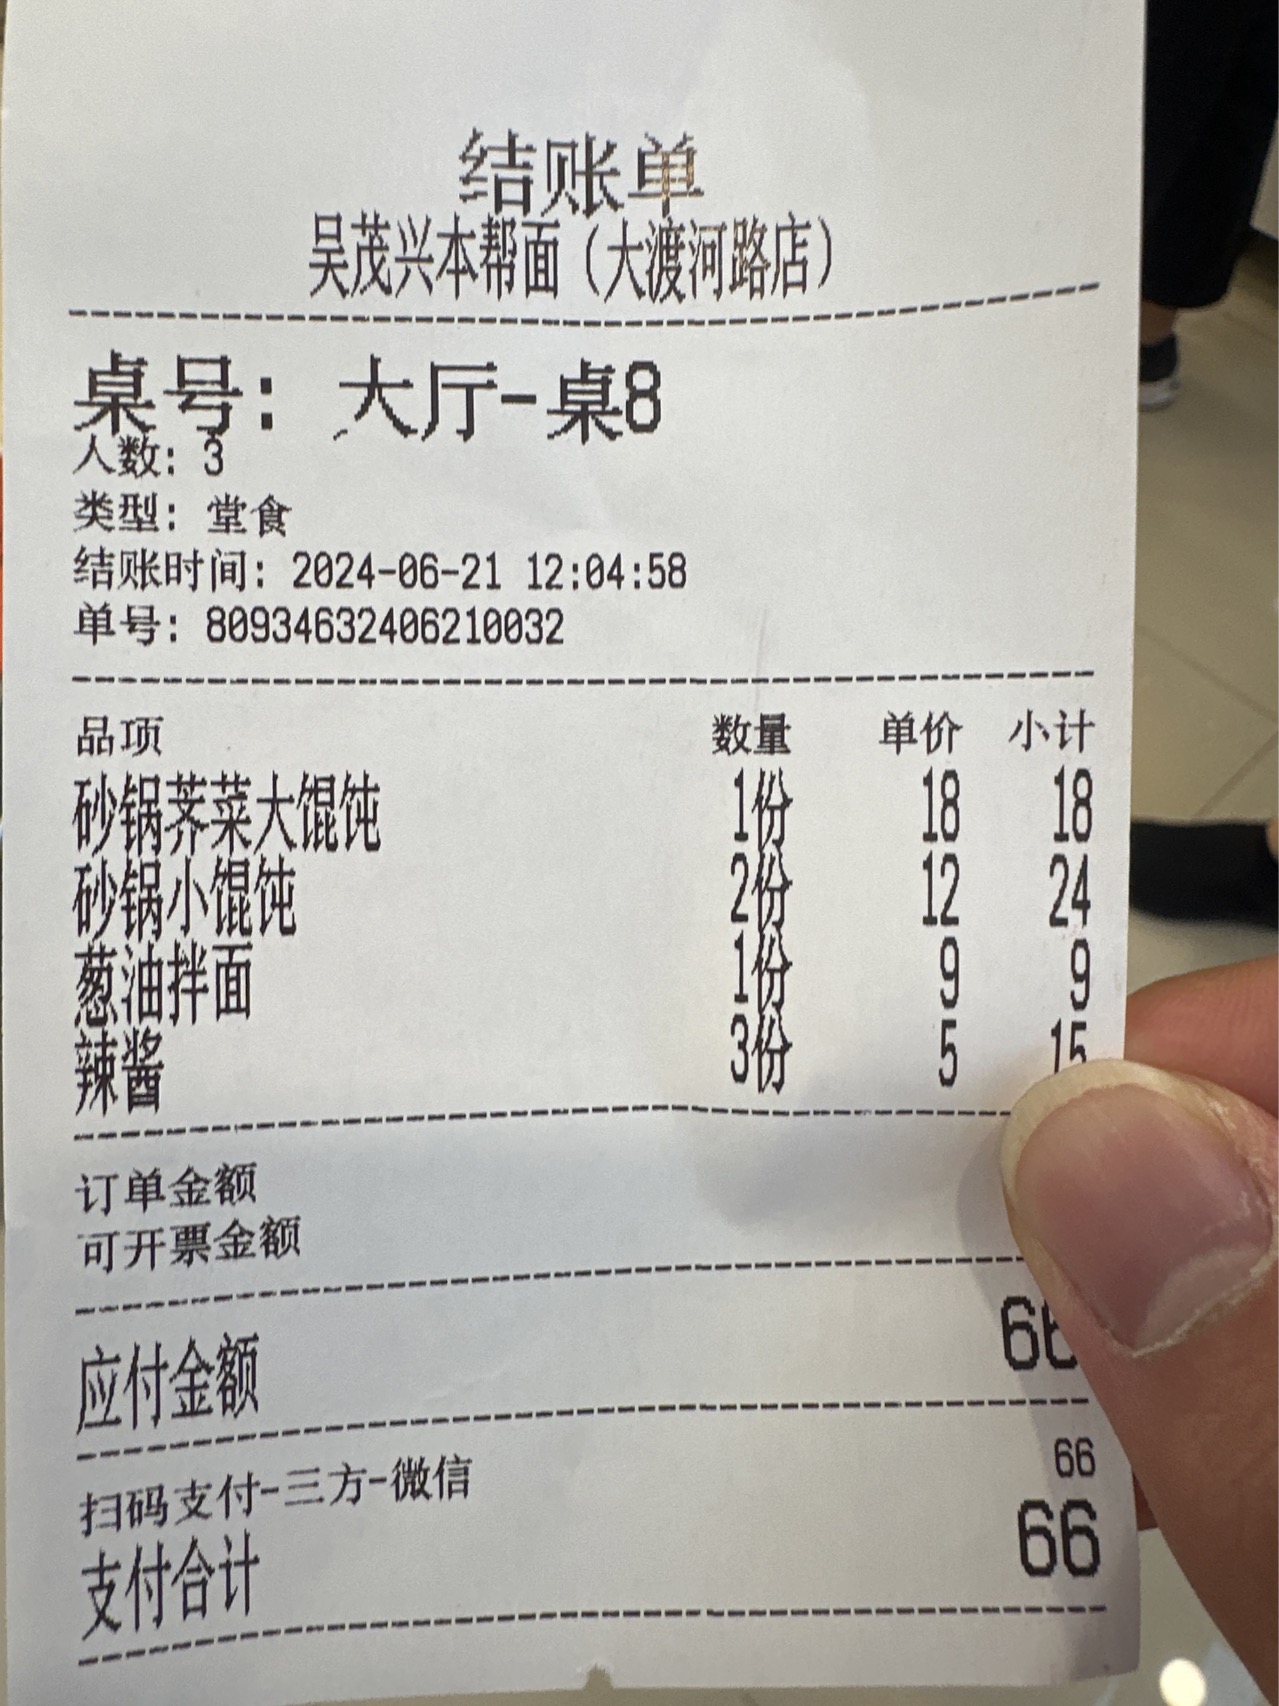 结账单
吴茂兴本帮面（大渡河路店）
桌号: 大厅-桌8
人数: 3
类型: 堂食
结账时间: 2024-06-21 12:04:58
单号: 80934632406210032
品项 数量 单价 小计
砂锅荠菜大馄饨 1份 18 18
砂锅小馄饨 2份 12 24
葱油拌面 1份 9 9
辣酱 3份 5 15
订单金额
可开票金额
应付金额 66
扫码支付-三方-微信 66
支付合计 66